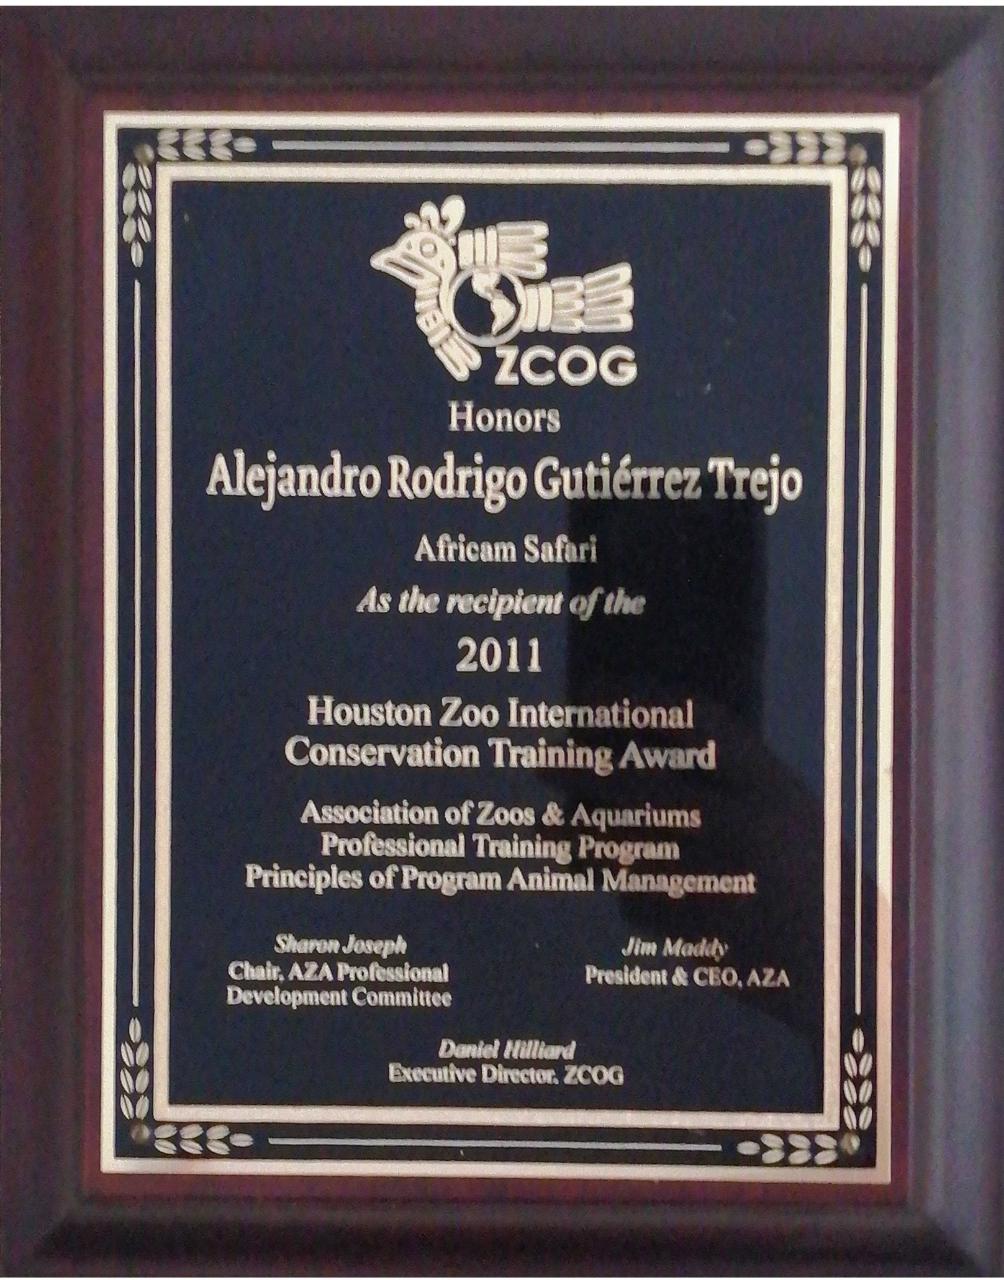 ZCOG
Honors
Alejandro Rodrigo Gutiérrez Trejo
Africam Safari
As the recipient of the
2011
Houston Zoo International
Conservation Training Award
Association of Zoos & Aquariums
Professional Training Program
Principles of Program Animal Management
Sharon Joseph
Chair, AZA Professional
Development Committee
Jim Maddy
President & CEO, AZA
Daniel Hilliard
Executive Director, ZCOG